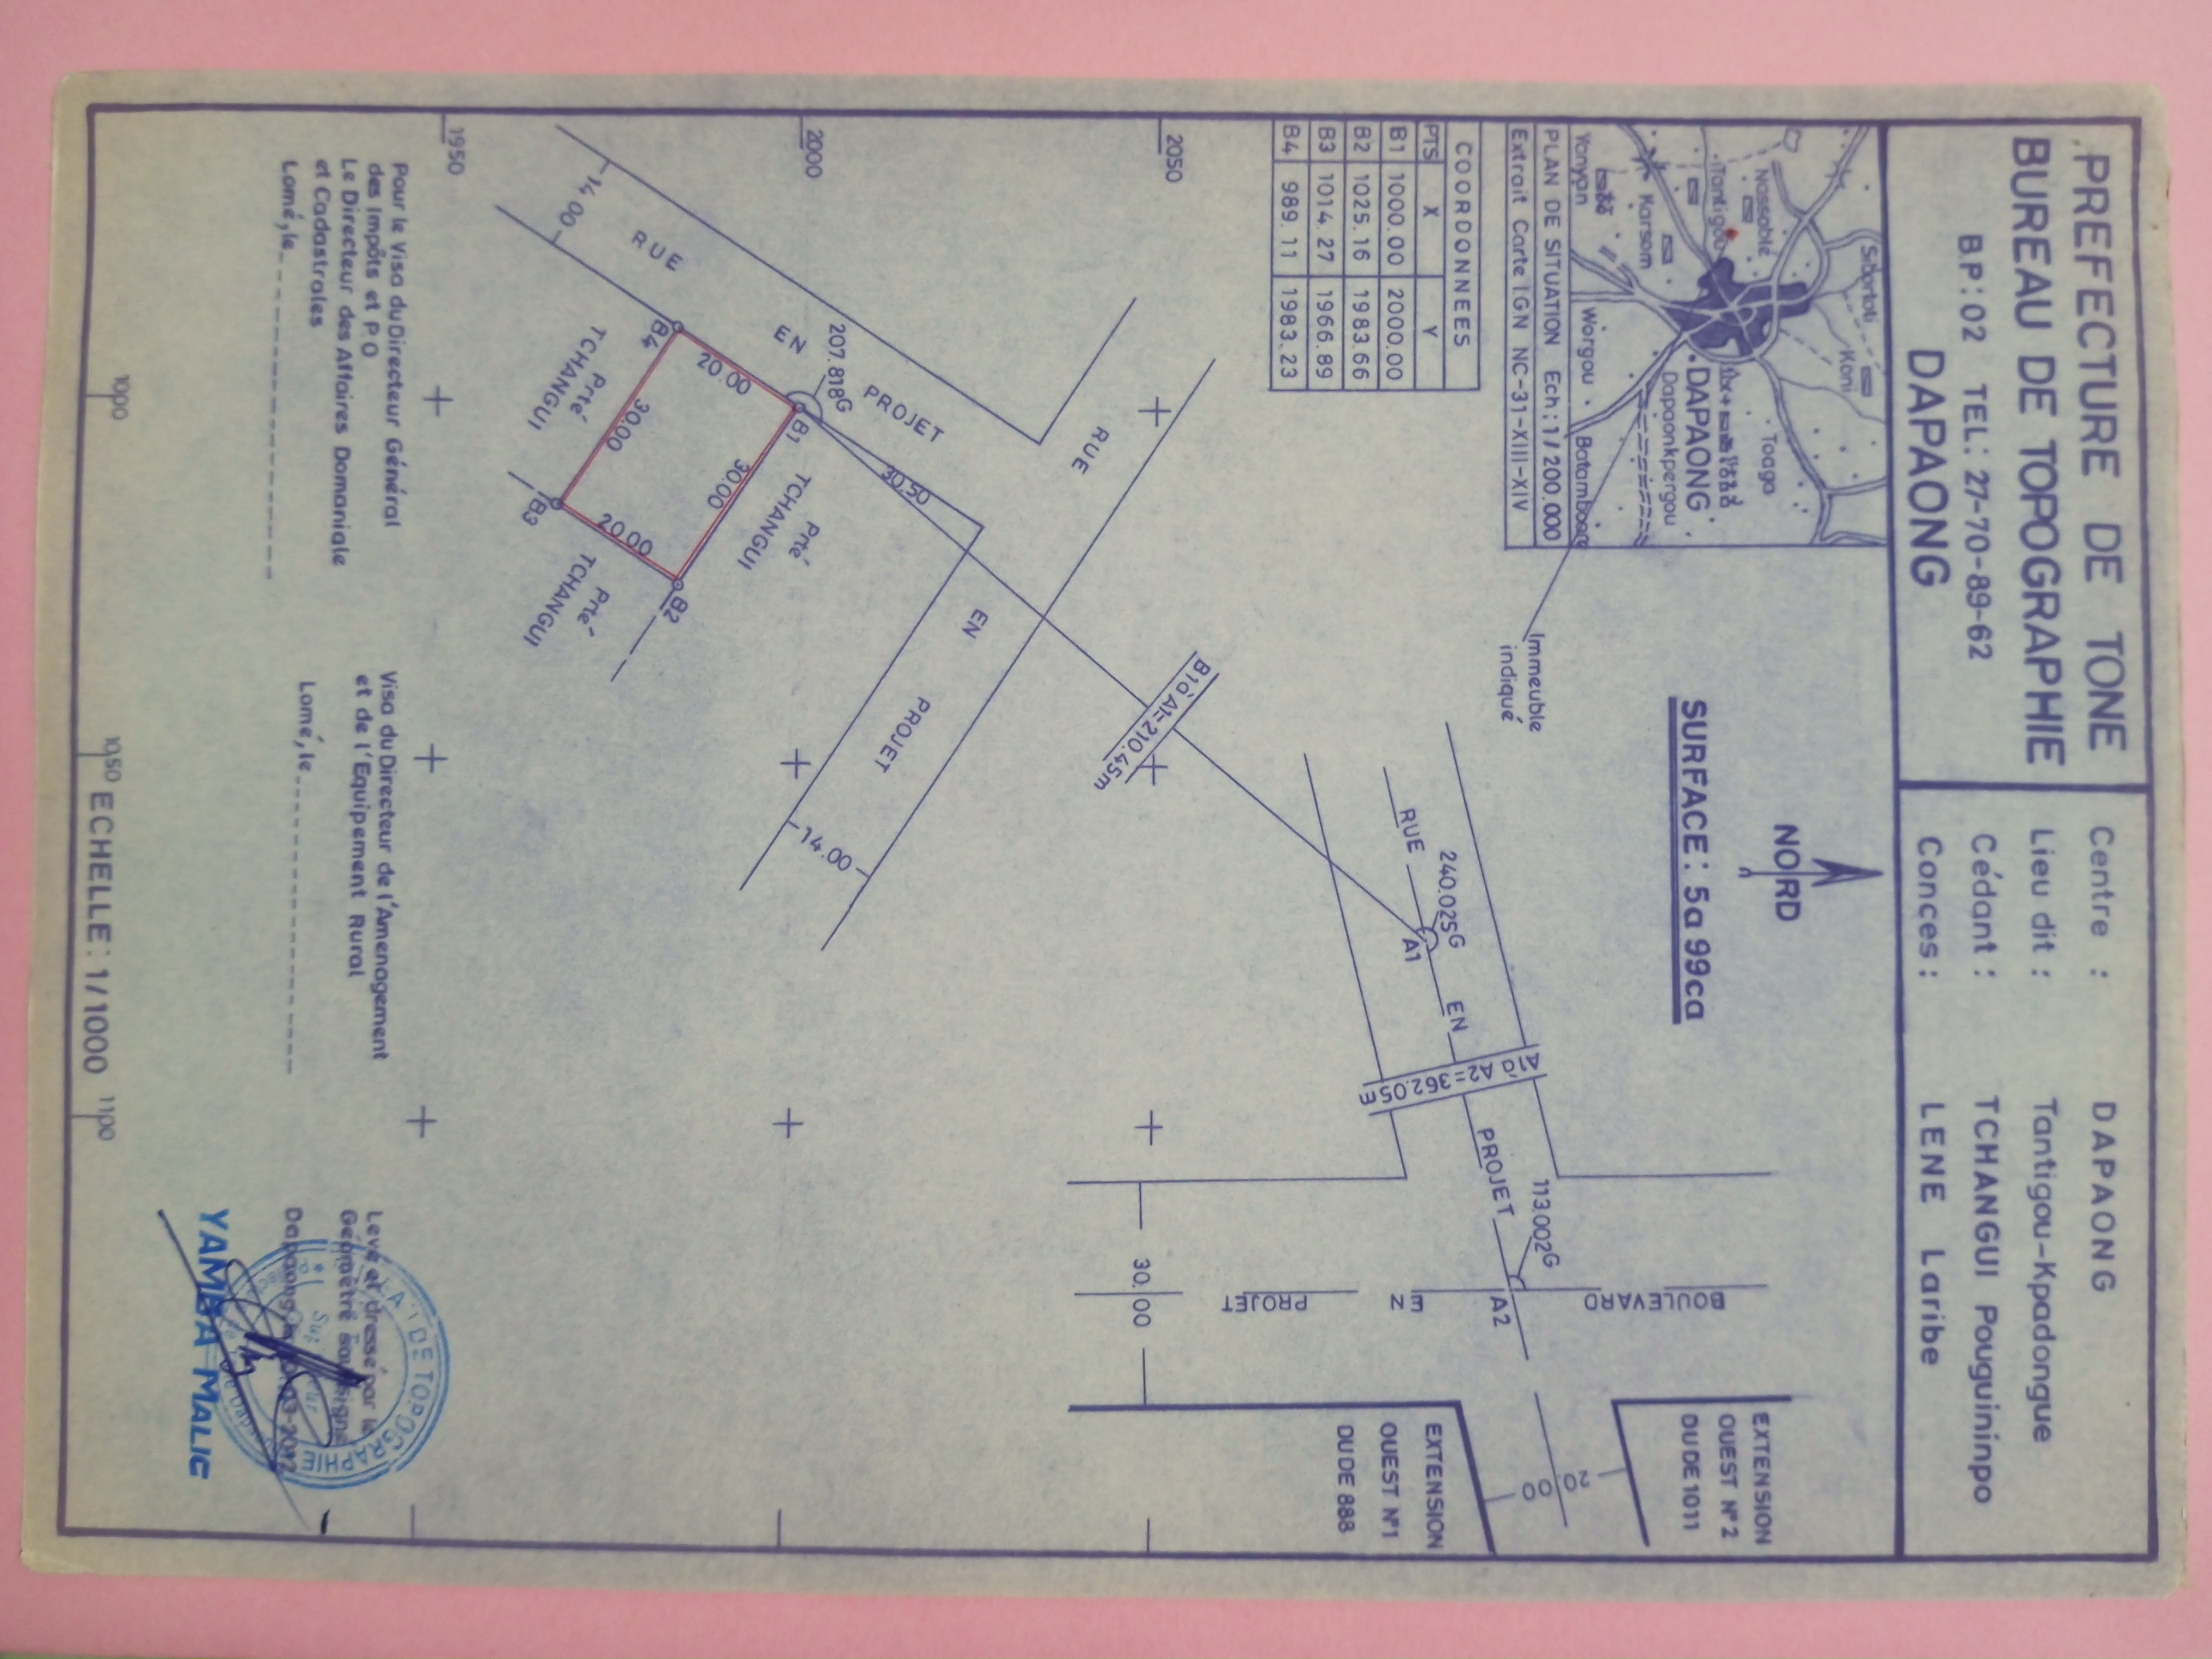 PREFECTURE DE TONE
BUREAU DE TOPOGRAPHIE
B.P: 02 TEL: 27-70-89-62
DAPAONG
Centre : DAPAONG
Lieu dit : Tantigou-Kpadongue
Cédant : TCHANGUI Pouguininpo
Conces : LENE Laribe
Siborloti
Koni
Nassablé
Tantigou
Toaga
DAPAONG
Dapaonkpergou
Karsom
Yonyan
Worgou
Batamboare
PLAN DE SITUATION Ech: 1/200.000
Extrait Carte IGN NC-31-XIII-XIV
Immeuble
indiqué
NORD
SURFACE: 5a 99ca
COORDONNEES
PTS X Y
B1 1000.00 2000.00
B2 1025.16 1983.66
B3 1014.27 1966.89
B4 989.11 1983.23
EXTENSION
OUEST N°2
DU DE 1011
20.00
EXTENSION
OUEST N°1
DU DE 888
BOULEVARD
EN
PROJET
A2
113.002G
30.00
RUE
EN
PROJET
A1 à A2=362.05m
240.025G
A1
B1 à A1=210.45m
2050
2000
1950
RUE
EN
PROJET
14.00
RUE
EN
PROJET
14.00
207.818G
30.50
B1
B2
B3
B4
20.00
30.00
20.00
30.00
Pté-
TCHANGUI
Pté-
TCHANGUI
Pté-
TCHANGUI
Pour le Visa du Directeur Général
des Impôts et P.O
Le Directeur des Affaires Domaniale
et Cadastrales
Lomé, le
Visa du Directeur de l'Amenagement
et de l'Equipement Rural
Lomé, le
Levé et dressé par le
Géomètre Soussigné
Dapaong
DE TOPOGRAPHIE
YAMBA MALIC
1000
1050
ECHELLE: 1/1000
1100